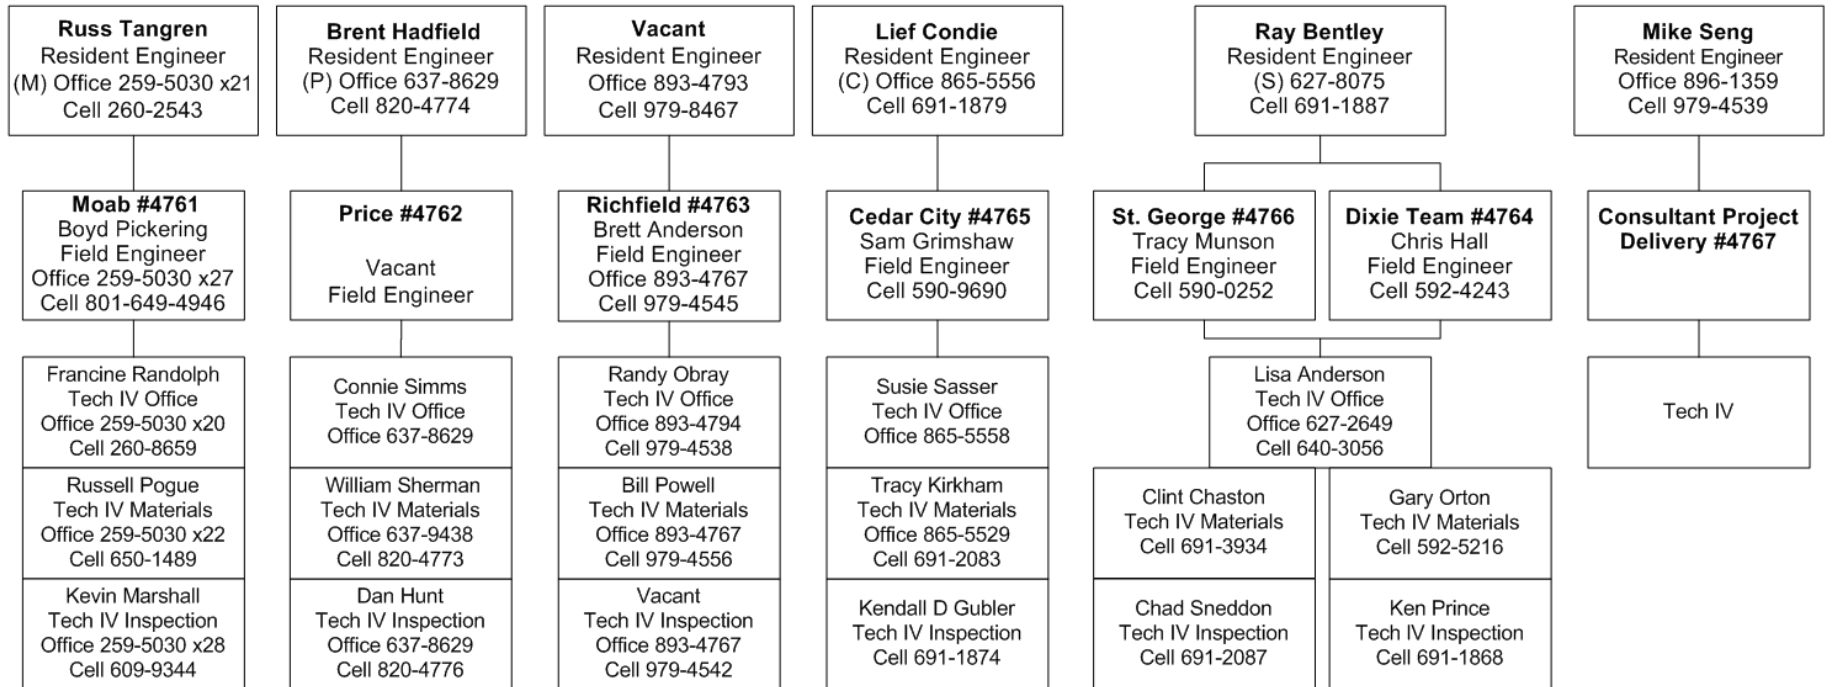 Russ Tangren
Resident Engineer
(M) Office 259-5030 x21
Cell 260-2543
Brent Hadfield
Resident Engineer
(P) Office 637-8629
Cell 820-4774
Vacant
Resident Engineer
Office 893-4793
Cell 979-8467
Lief Condie
Resident Engineer
(C) Office 865-5556
Cell 691-1879
Ray Bentley
Resident Engineer
(S) 627-8075
Cell 691-1887
Mike Seng
Resident Engineer
Office 896-1359
Cell 979-4539
Moab #4761
Boyd Pickering
Field Engineer
Office 259-5030 x27
Cell 801-649-4946
Price #4762
Vacant
Field Engineer
Richfield #4763
Brett Anderson
Field Engineer
Office 893-4767
Cell 979-4545
Cedar City #4765
Sam Grimshaw
Field Engineer
Cell 590-9690
St. George #4766
Tracy Munson
Field Engineer
Cell 590-0252
Dixie Team #4764
Chris Hall
Field Engineer
Cell 592-4243
Consultant Project
Delivery #4767
Francine Randolph
Tech IV Office
Office 259-5030 x20
Cell 260-8659
Connie Simms
Tech IV Office
Office 637-8629
Randy Obray
Tech IV Office
Office 893-4794
Cell 979-4538
Susie Sasser
Tech IV Office
Office 865-5558
Lisa Anderson
Tech IV Office
Office 627-2649
Cell 640-3056
Tech IV
Russell Pogue
Tech IV Materials
Office 259-5030 x22
Cell 650-1489
William Sherman
Tech IV Materials
Office 637-9438
Cell 820-4773
Bill Powell
Tech IV Materials
Office 893-4767
Cell 979-4556
Tracy Kirkham
Tech IV Materials
Office 865-5529
Cell 691-2083
Clint Chaston
Tech IV Materials
Cell 691-3934
Gary Orton
Tech IV Materials
Cell 592-5216
Kevin Marshall
Tech IV Inspection
Office 259-5030 x28
Cell 609-9344
Dan Hunt
Tech IV Inspection
Office 637-8629
Cell 820-4776
Vacant
Tech IV Inspection
Office 893-4767
Cell 979-4542
Kendall D Gubler
Tech IV Inspection
Cell 691-1874
Chad Sneddon
Tech IV Inspection
Cell 691-2087
Ken Prince
Tech IV Inspection
Cell 691-1868